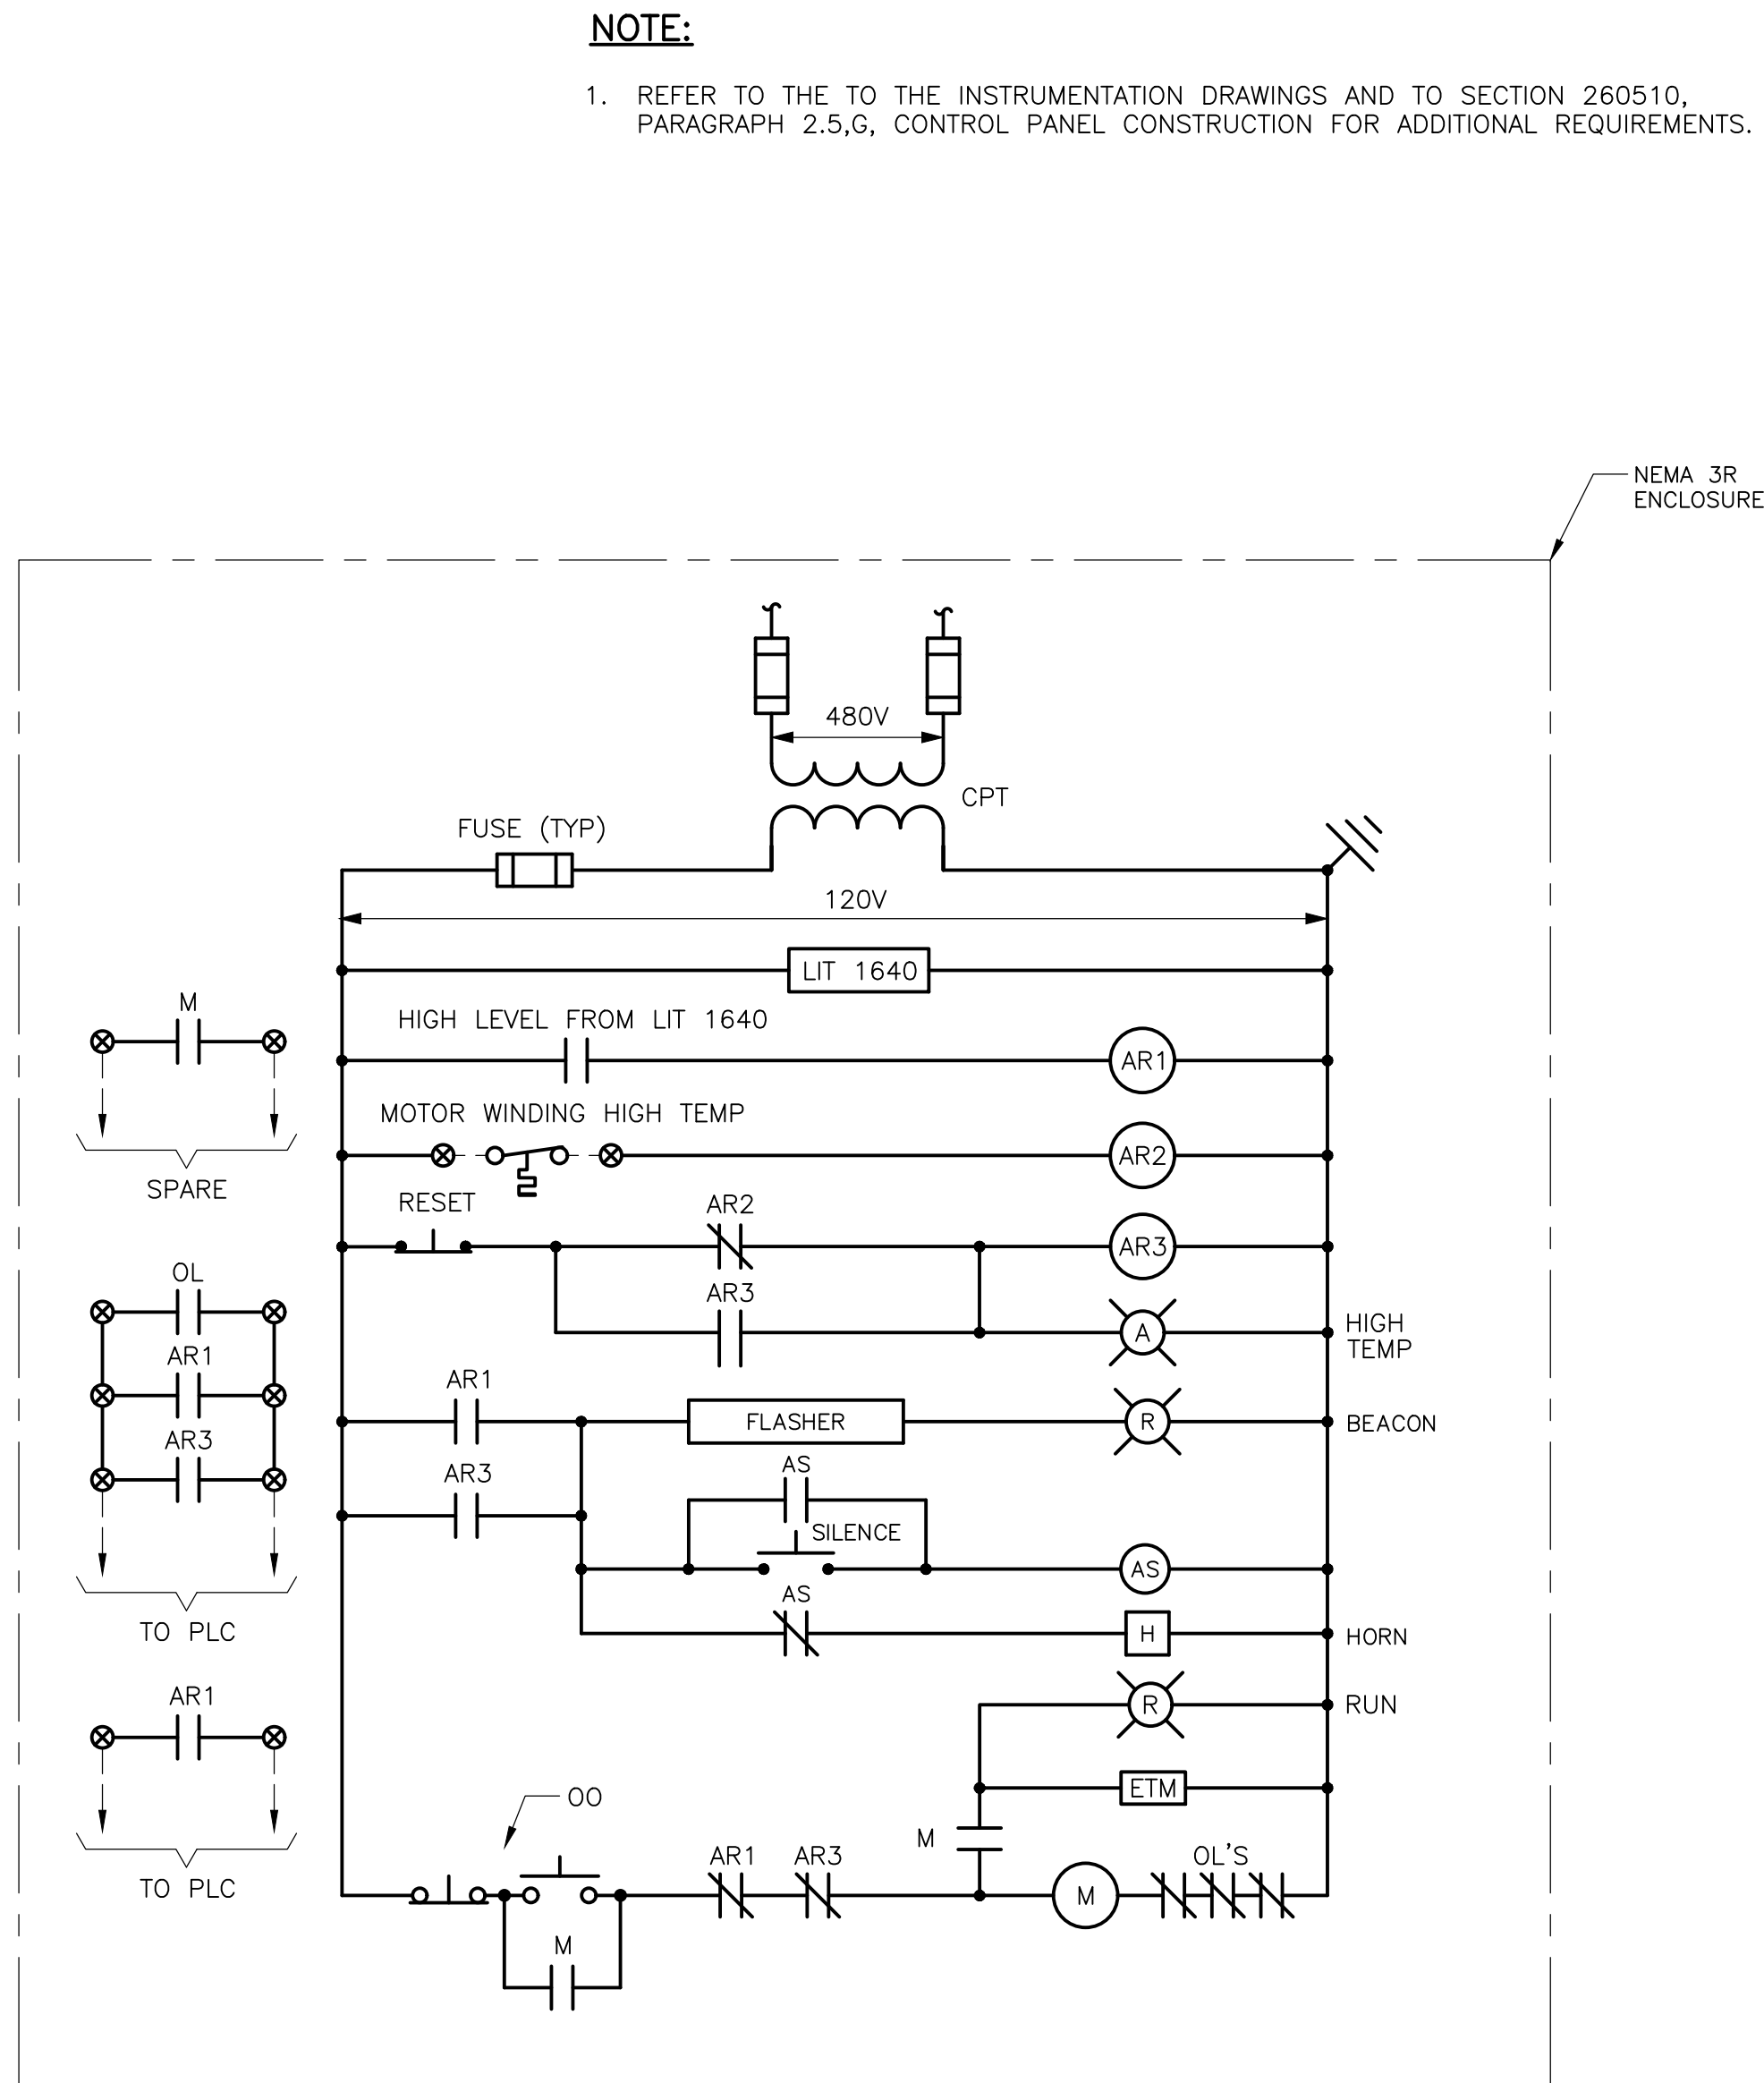 NOTE:
1. REFER TO THE TO THE INSTRUMENTATION DRAWINGS AND TO SECTION 260510,
PARAGRAPH 2.5,G, CONTROL PANEL CONSTRUCTION FOR ADDITIONAL REQUIREMENTS.
NEMA 3R
ENCLOSURE
480V
CPT
FUSE (TYP)
120V
LIT 1640
M
SPARE
HIGH LEVEL FROM LIT 1640
AR1
MOTOR WINDING HIGH TEMP
AR2
RESET
AR2
AR3
AR3
A
HIGH
TEMP
OL
AR1
AR3
TO PLC
AR1
FLASHER
R
BEACON
AR3
AS
SILENCE
AS
AS
H
HORN
AR1
TO PLC
R
RUN
ETM
OO
M
AR1
AR3
M
OL'S
M